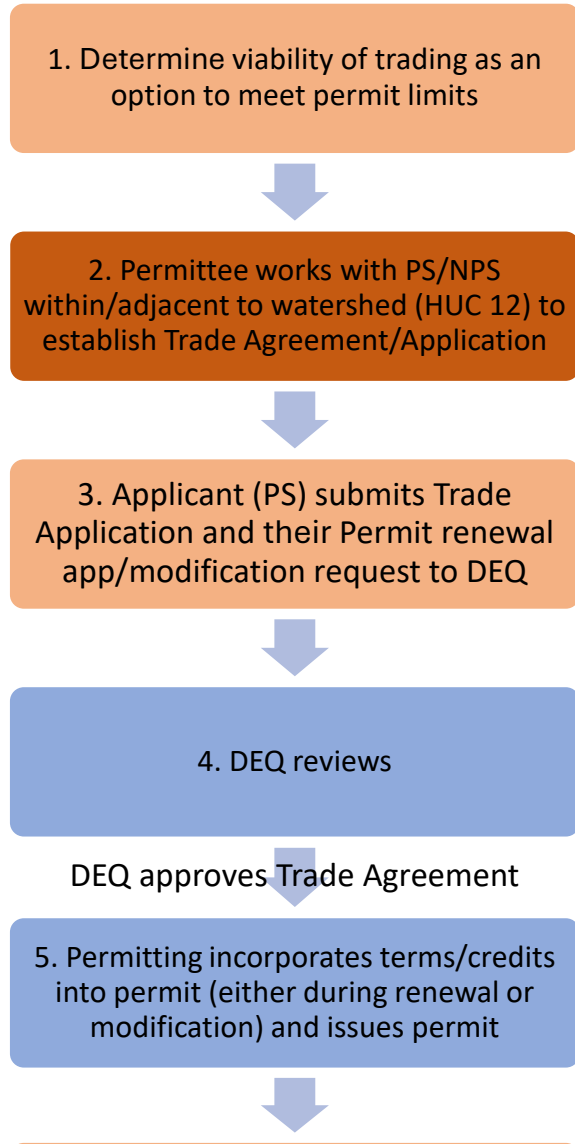 1. Determine viability of trading as an
option to meet permit limits
2. Permittee works with PS/NPS
within/adjacent to watershed (HUC 12) to
establish Trade Agreement/Application
3. Applicant (PS) submits Trade
Application and their Permit renewal
app/modification request to DEQ
4. DEQ reviews
DEQ approves Trade Agreement
5. Permitting incorporates terms/credits
into permit (either during renewal or
modification) and issues permit